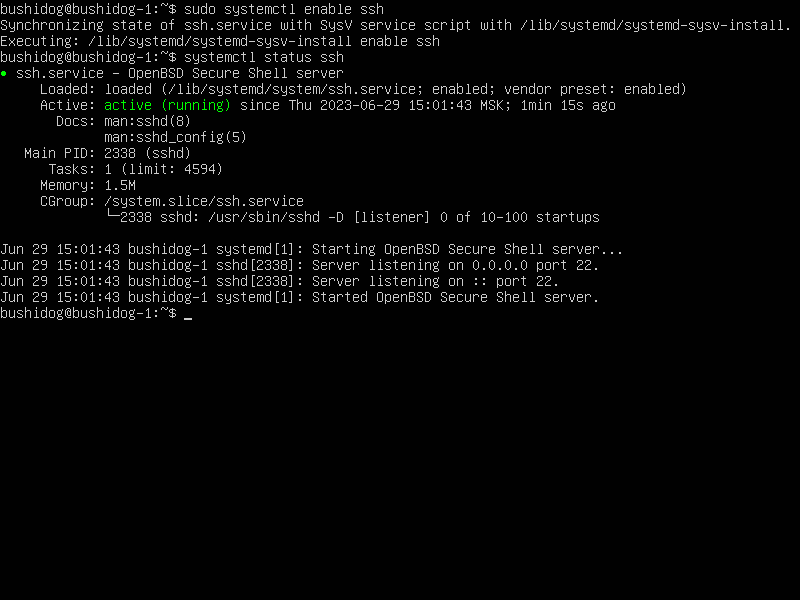 bushidog@bushidog-1:~$ sudo systemctl enable ssh
Synchronizing state of ssh.service with SysV service script with /lib/systemd/systemd-sysv-install.
Executing: /lib/systemd/systemd-sysv-install enable ssh
bushidog@bushidog-1:~$ systemctl status ssh
● ssh.service - OpenBSD Secure Shell server
     Loaded: loaded (/lib/systemd/system/ssh.service; enabled; vendor preset: enabled)
     Active: active (running) since Thu 2023-06-29 15:01:43 MSK; 1min 15s ago
       Docs: man:sshd(8)
             man:sshd_config(5)
   Main PID: 2338 (sshd)
      Tasks: 1 (limit: 4594)
     Memory: 1.5M
     CGroup: /system.slice/ssh.service
             └─2338 sshd: /usr/sbin/sshd -D [listener] 0 of 10-100 startups

Jun 29 15:01:43 bushidog-1 systemd[1]: Starting OpenBSD Secure Shell server...
Jun 29 15:01:43 bushidog-1 sshd[2338]: Server listening on 0.0.0.0 port 22.
Jun 29 15:01:43 bushidog-1 sshd[2338]: Server listening on :: port 22.
Jun 29 15:01:43 bushidog-1 systemd[1]: Started OpenBSD Secure Shell server.
bushidog@bushidog-1:~$ _